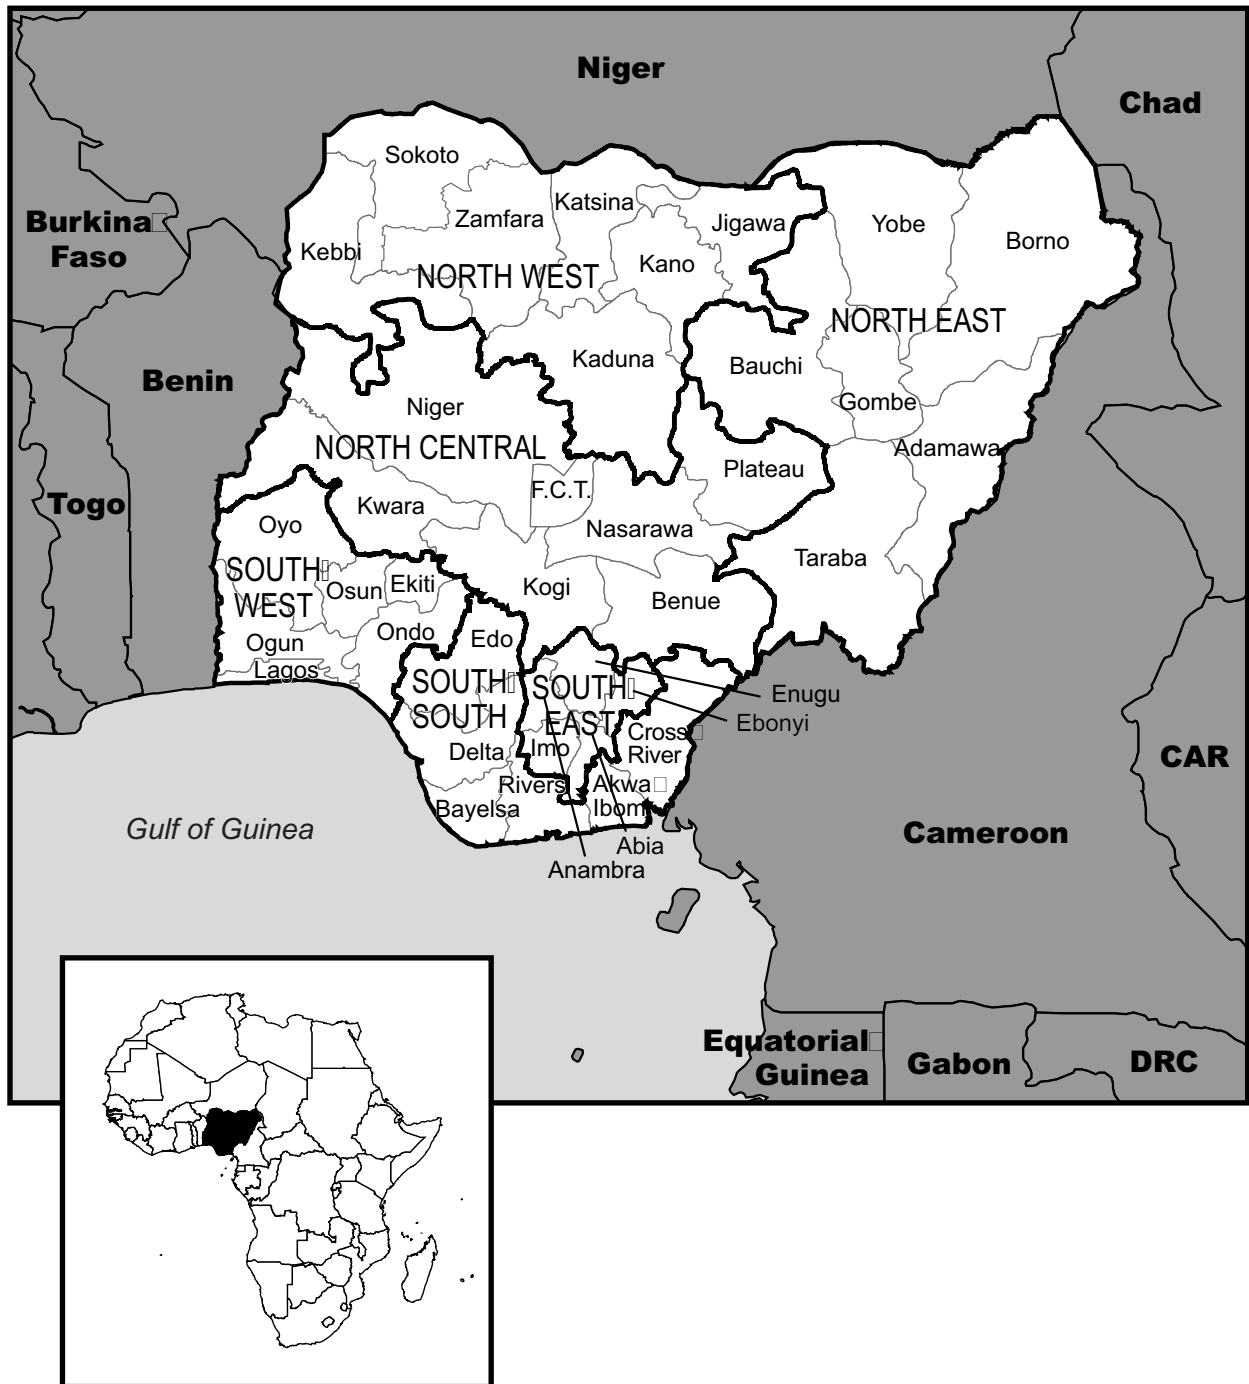 Niger
Chad
Sokoto
Katsina
Zamfara
Jigawa
Yobe
Burkina
Faso
Borno
Kebbi
Kano
NORTH WEST
NORTH EAST
Kaduna
Bauchi
Benin
Gombe
Niger
NORTH CENTRAL
Adamawa
Plateau
F.C.T.
Togo
Kwara
Oyo
Nasarawa
Taraba
SOUTH
WEST
Osun
Ekiti
Kogi
Benue
Ondo
Edo
Ogun
Lagos
SOUTH
SOUTH
SOUTH
EAST
Enugu
Ebonyi
Cross
River
Delta
Imo
CAR
Rivers
Akwa
Ibom
Bayelsa
Gulf of Guinea
Cameroon
Abia
Anambra
Equatorial
Guinea
Gabon
DRC